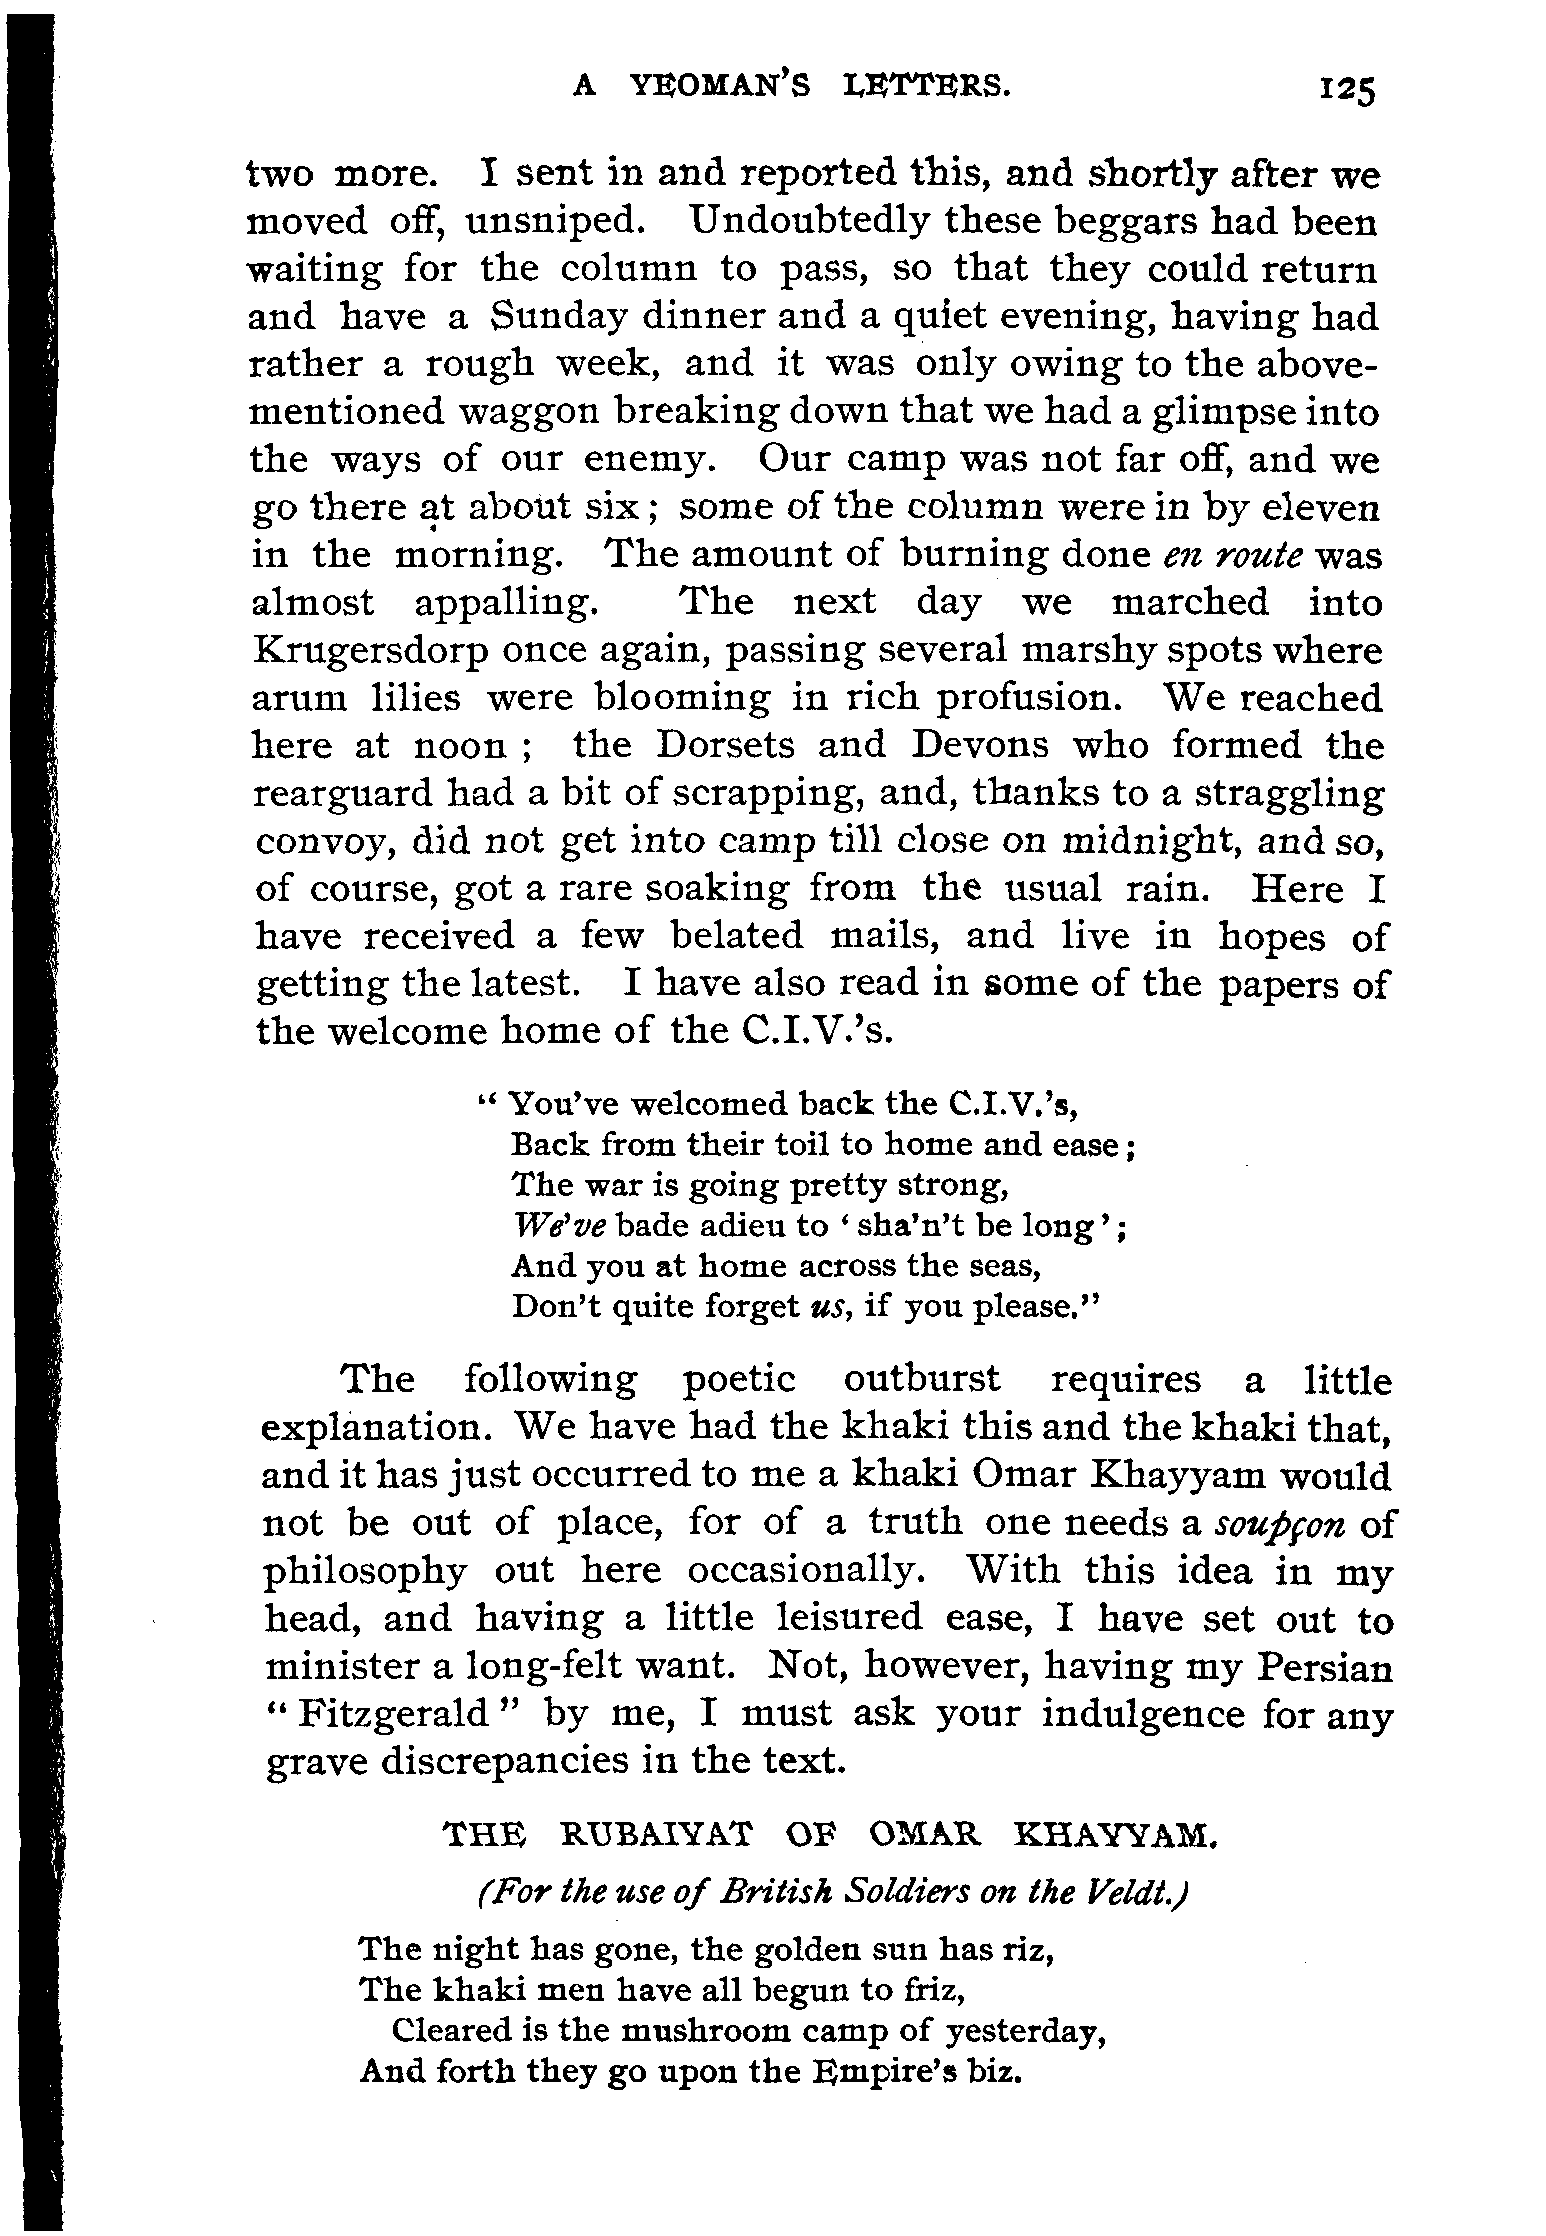 A YEOMAN'S LETTERS. 125
two more. I sent in and reported this, and shortly after we
moved off, unsniped. Undoubtedly these beggars had been
waiting for the column to pass, so that they could return
and have a Sunday dinner and a quiet evening, having had
rather a rough week, and it was only owing to the above-
mentioned waggon breaking down that we had a glimpse into
the ways of our enemy. Our camp was not far off, and we
go there at about six; some of the column were in by eleven
in the morning. The amount of burning done en route was
almost appalling. The next day we marched into
Krugersdorp once again, passing several marshy spots where
arum lilies were blooming in rich profusion. We reached
here at noon; the Dorsets and Devons who formed the
rearguard had a bit of scrapping, and, thanks to a straggling
convoy, did not get into camp till close on midnight, and so,
of course, got a rare soaking from the usual rain. Here I
have received a few belated mails, and live in hopes of
getting the latest. I have also read in some of the papers of
the welcome home of the C.I.V.'s.
"You've welcomed back the C.I.V.'s,
Back from their toil to home and ease;
The war is going pretty strong,
We've bade adieu to 'sha'n't be long';
And you at home across the seas,
Don't quite forget us, if you please."
The following poetic outburst requires a little
explanation. We have had the khaki this and the khaki that,
and it has just occurred to me a khaki Omar Khayyam would
not be out of place, for of a truth one needs a soupçon of
philosophy out here occasionally. With this idea in my
head, and having a little leisured ease, I have set out to
minister a long-felt want. Not, however, having my Persian
"Fitzgerald" by me, I must ask your indulgence for any
grave discrepancies in the text.
THE RUBAIYAT OF OMAR KHAYYAM.
(For the use of British Soldiers on the Veldt.)
The night has gone, the golden sun has riz,
The khaki men have all begun to friz,
Cleared is the mushroom camp of yesterday,
And forth they go upon the Empire's biz.